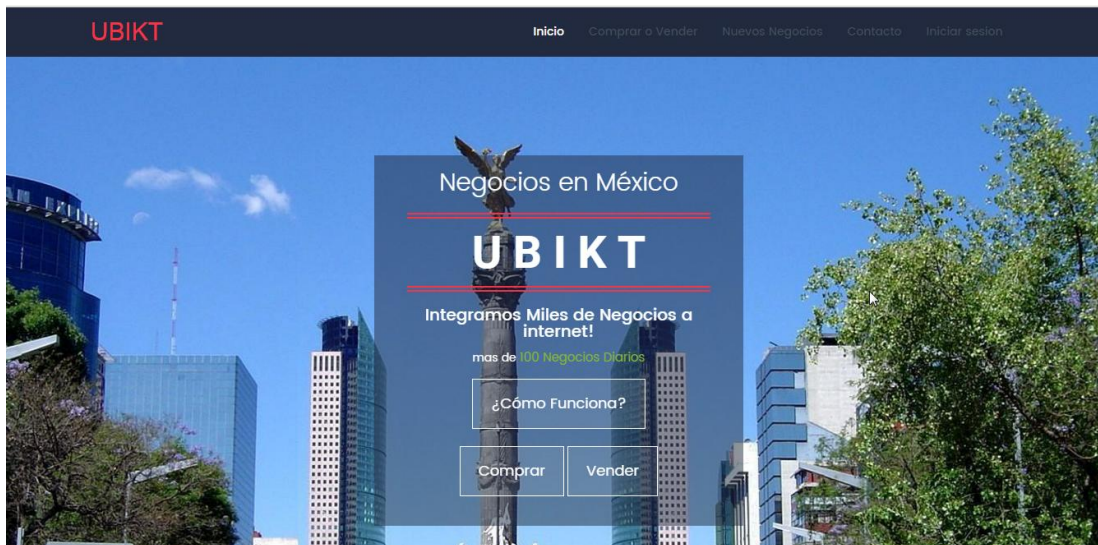 UBIKT
Inicio
Comprar o Vender
Nuevos Negocios
Contacto
Iniciar sesion
Negocios en México
UBIKT
Integramos Miles de Negocios a
internet!
mas de 100 Negocios Diarios
¿Cómo Funciona?
Comprar
Vender